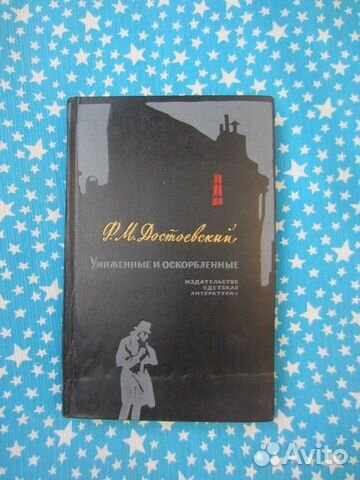 Ф.М.Достоевский
Униженные и оскорбленные
ИЗДАТЕЛЬСТВО
«ДЕТСКАЯ
ЛИТЕРАТУРА»
Avito